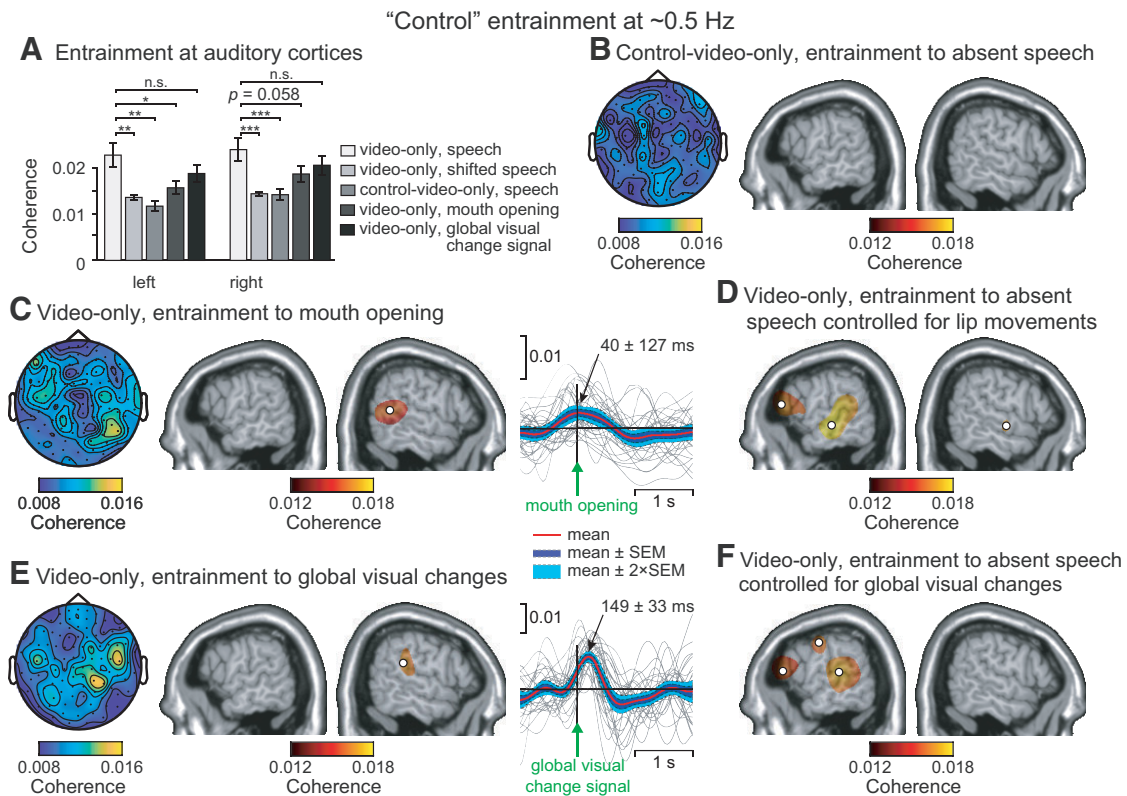 “Control” entrainment at ~0.5 Hz
A Entrainment at auditory cortices
n.s.
*
**
**
n.s.
p = 0.058
***
***
Coherence
0.02
0.01
0
left
right
video-only, speech
video-only, shifted speech
control-video-only, speech
video-only, mouth opening
video-only, global visual
change signal
B Control-video-only, entrainment to absent speech
0.008 0.016
Coherence
0.012 0.018
Coherence
C Video-only, entrainment to mouth opening
0.008 0.016
Coherence
0.012 0.018
Coherence
0.01
40 ± 127 ms
mouth opening
1 s
D Video-only, entrainment to absent
speech controlled for lip movements
0.012 0.018
Coherence
mean
mean ± SEM
mean ± 2×SEM
E Video-only, entrainment to global visual changes
0.008 0.016
Coherence
0.012 0.018
Coherence
0.01
149 ± 33 ms
global visual
change signal
1 s
F Video-only, entrainment to absent speech
controlled for global visual changes
0.012 0.018
Coherence